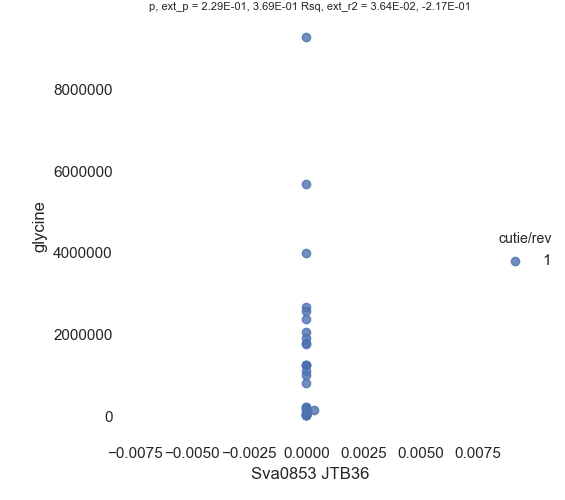 p, ext_p = 2.29E-01, 3.69E-01 Rsq, ext_r2 = 3.64E-02, -2.17E-01
8000000
6000000
4000000
2000000
0
glycine
cutie/rev
1
−0.0075 −0.0050 −0.0025 0.0000 0.0025 0.0050 0.0075
Sva0853 JTB36